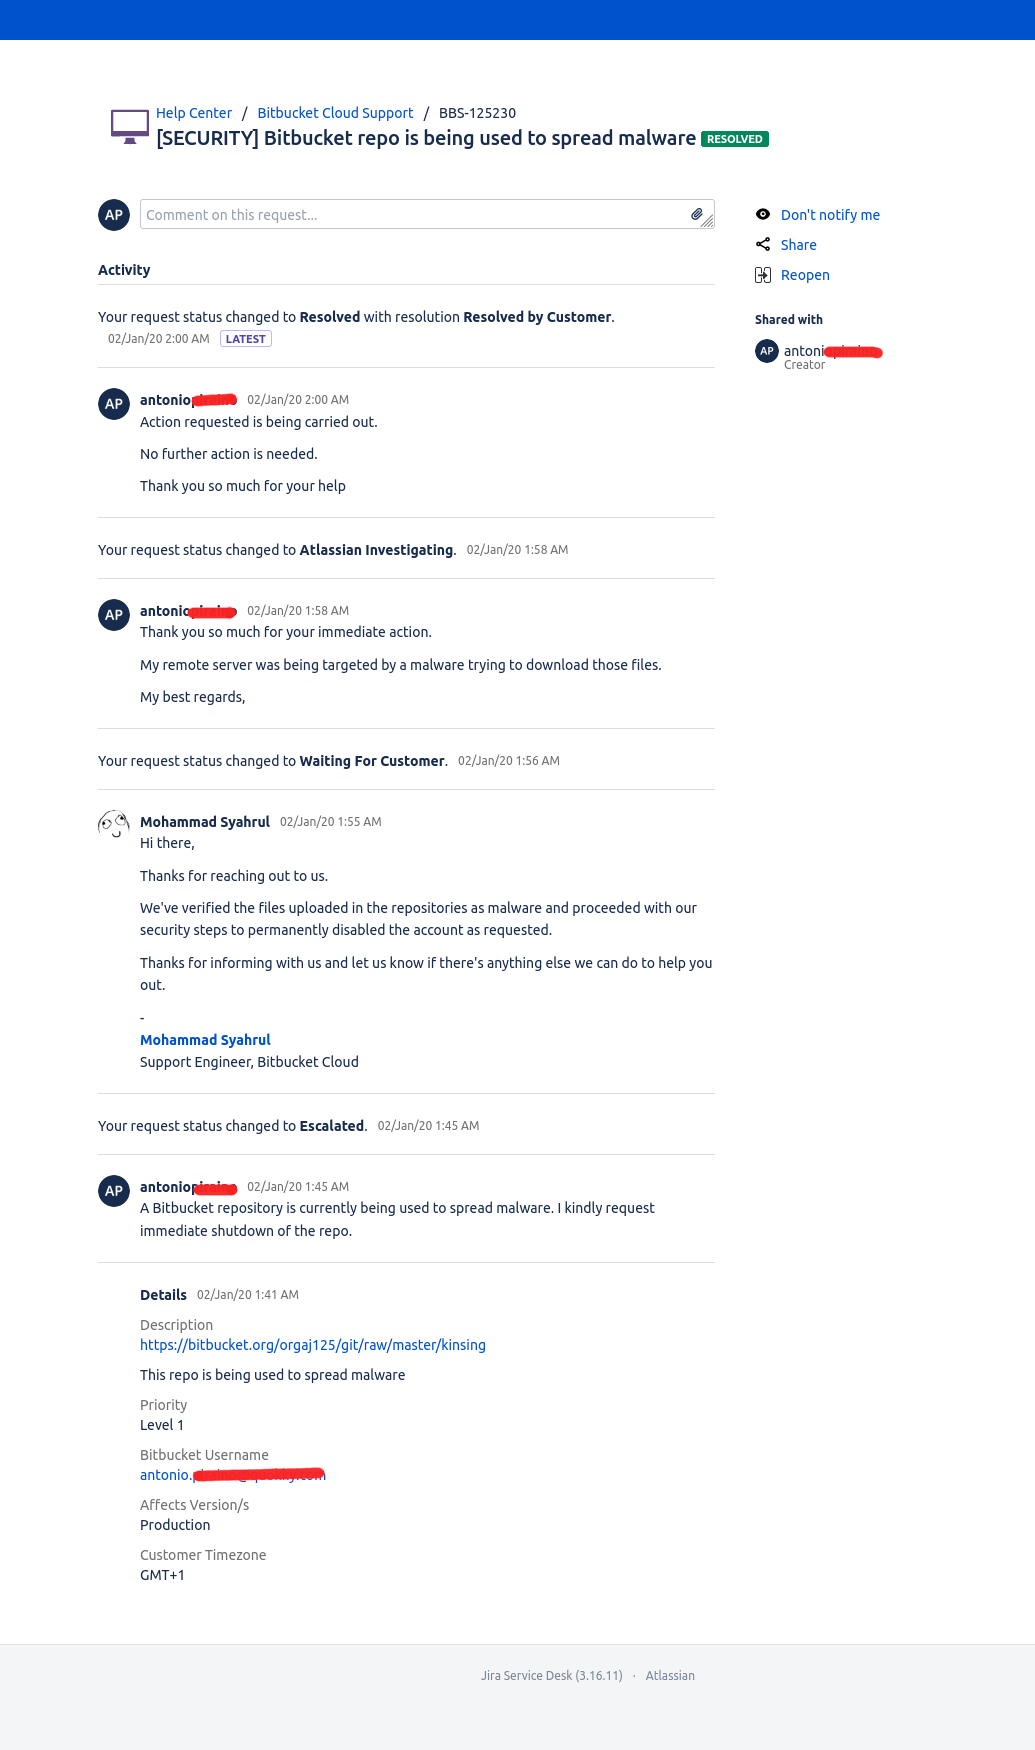 Help Center / Bitbucket Cloud Support / BBS-125230
[SECURITY] Bitbucket repo is being used to spread malware RESOLVED
AP Comment on this request...
Don't notify me
Share
Reopen
Shared with
AP antoni
Creator
Activity
Your request status changed to Resolved with resolution Resolved by Customer.
02/Jan/20 2:00 AM LATEST
AP antonio 02/Jan/20 2:00 AM
Action requested is being carried out.
No further action is needed.
Thank you so much for your help
Your request status changed to Atlassian Investigating. 02/Jan/20 1:58 AM
AP antonio 02/Jan/20 1:58 AM
Thank you so much for your immediate action.
My remote server was being targeted by a malware trying to download those files.
My best regards,
Your request status changed to Waiting For Customer. 02/Jan/20 1:56 AM
Mohammad Syahrul 02/Jan/20 1:55 AM
Hi there,
Thanks for reaching out to us.
We've verified the files uploaded in the repositories as malware and proceeded with our
security steps to permanently disabled the account as requested.
Thanks for informing with us and let us know if there's anything else we can do to help you
out.
-
Mohammad Syahrul
Support Engineer, Bitbucket Cloud
Your request status changed to Escalated. 02/Jan/20 1:45 AM
AP antonio 02/Jan/20 1:45 AM
A Bitbucket repository is currently being used to spread malware. I kindly request
immediate shutdown of the repo.
Details 02/Jan/20 1:41 AM
Description
https://bitbucket.org/orgaj125/git/raw/master/kinsing
This repo is being used to spread malware
Priority
Level 1
Bitbucket Username
antonio.
Affects Version/s
Production
Customer Timezone
GMT+1
Jira Service Desk (3.16.11) · Atlassian